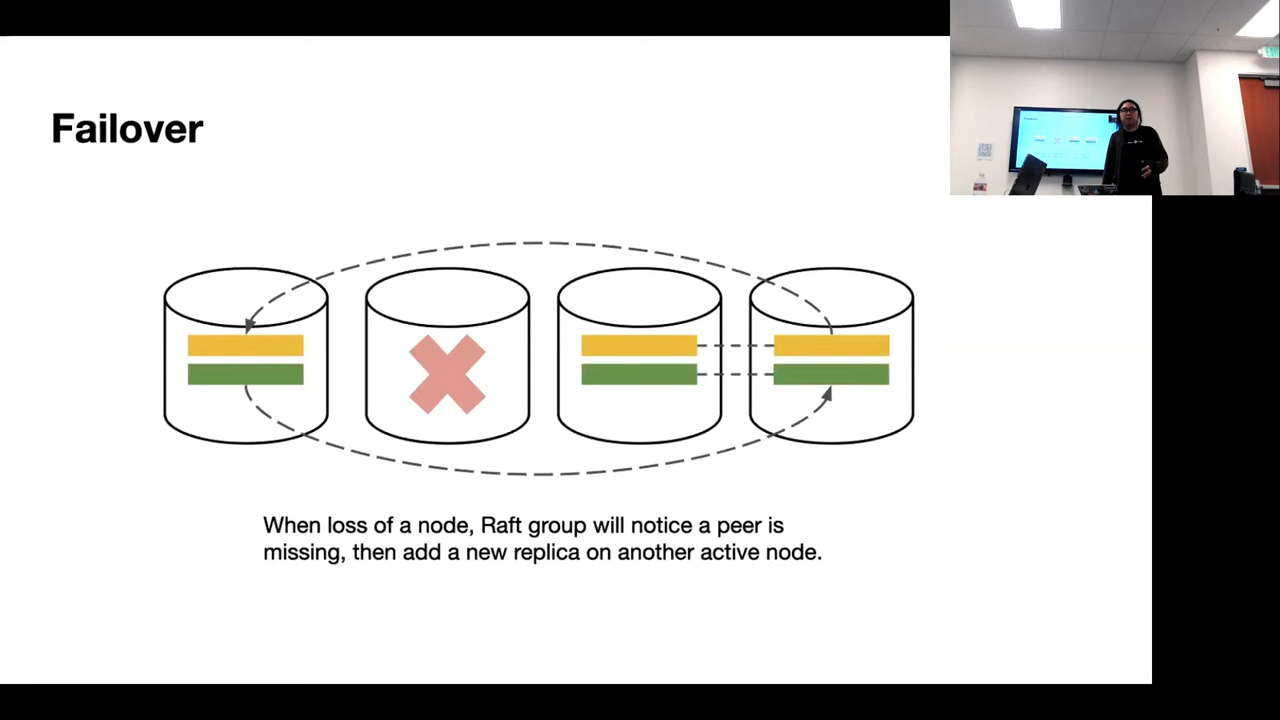 Failover
When loss of a node, Raft group will notice a peer is
missing, then add a new replica on another active node.